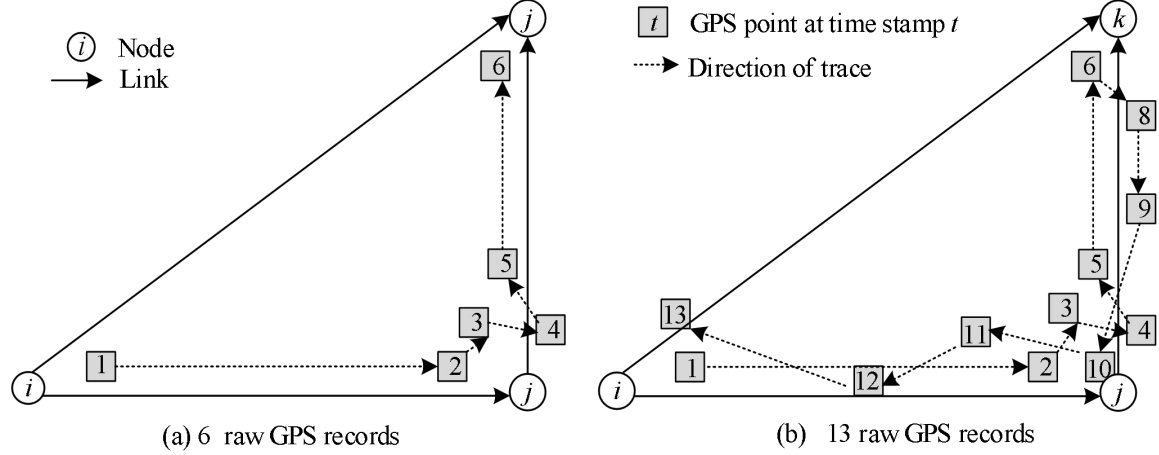 i Node
Link
j
6
5
3
4
1
2
i
j
(a) 6 raw GPS records
t GPS point at time stamp t
Direction of trace
k
6
8
9
5
3
4
13
11
1
2
10
12
i
j
(b) 13 raw GPS records